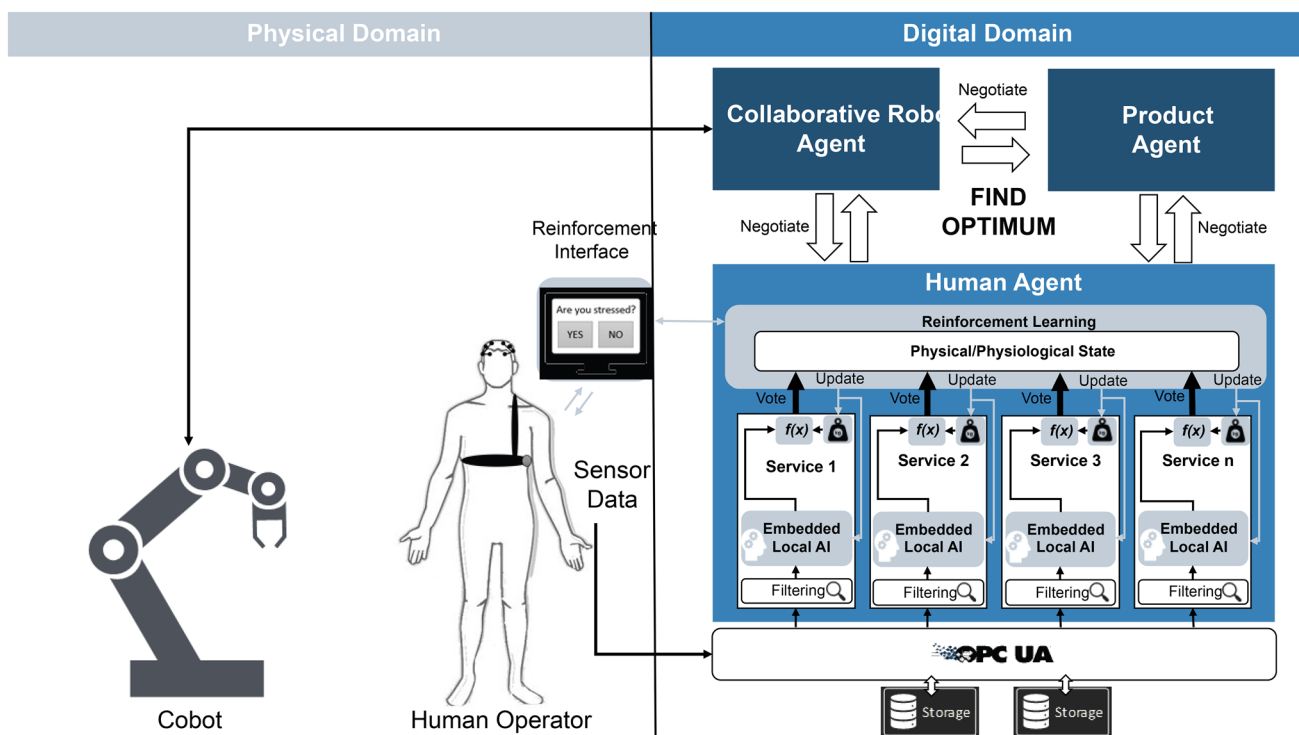 Physical Domain
Digital Domain
Collaborative Robo
Agent
Negotiate
Product
Agent
FIND
OPTIMUM
Negotiate
Negotiate
Reinforcement
Interface
Are you stressed?
YES
NO
Human Agent
Reinforcement Learning
Physical/Physiological State
Update
Update
Update
Update
Vote
Vote
Vote
Vote
f(x)
f(x)
f(x)
f(x)
Service 1
Service 2
Service 3
Service n
Sensor
Data
Embedded
Local AI
Embedded
Local AI
Embedded
Local AI
Embedded
Local AI
Filtering
Filtering
Filtering
Filtering
OPC UA
Storage
Storage
Cobot
Human Operator